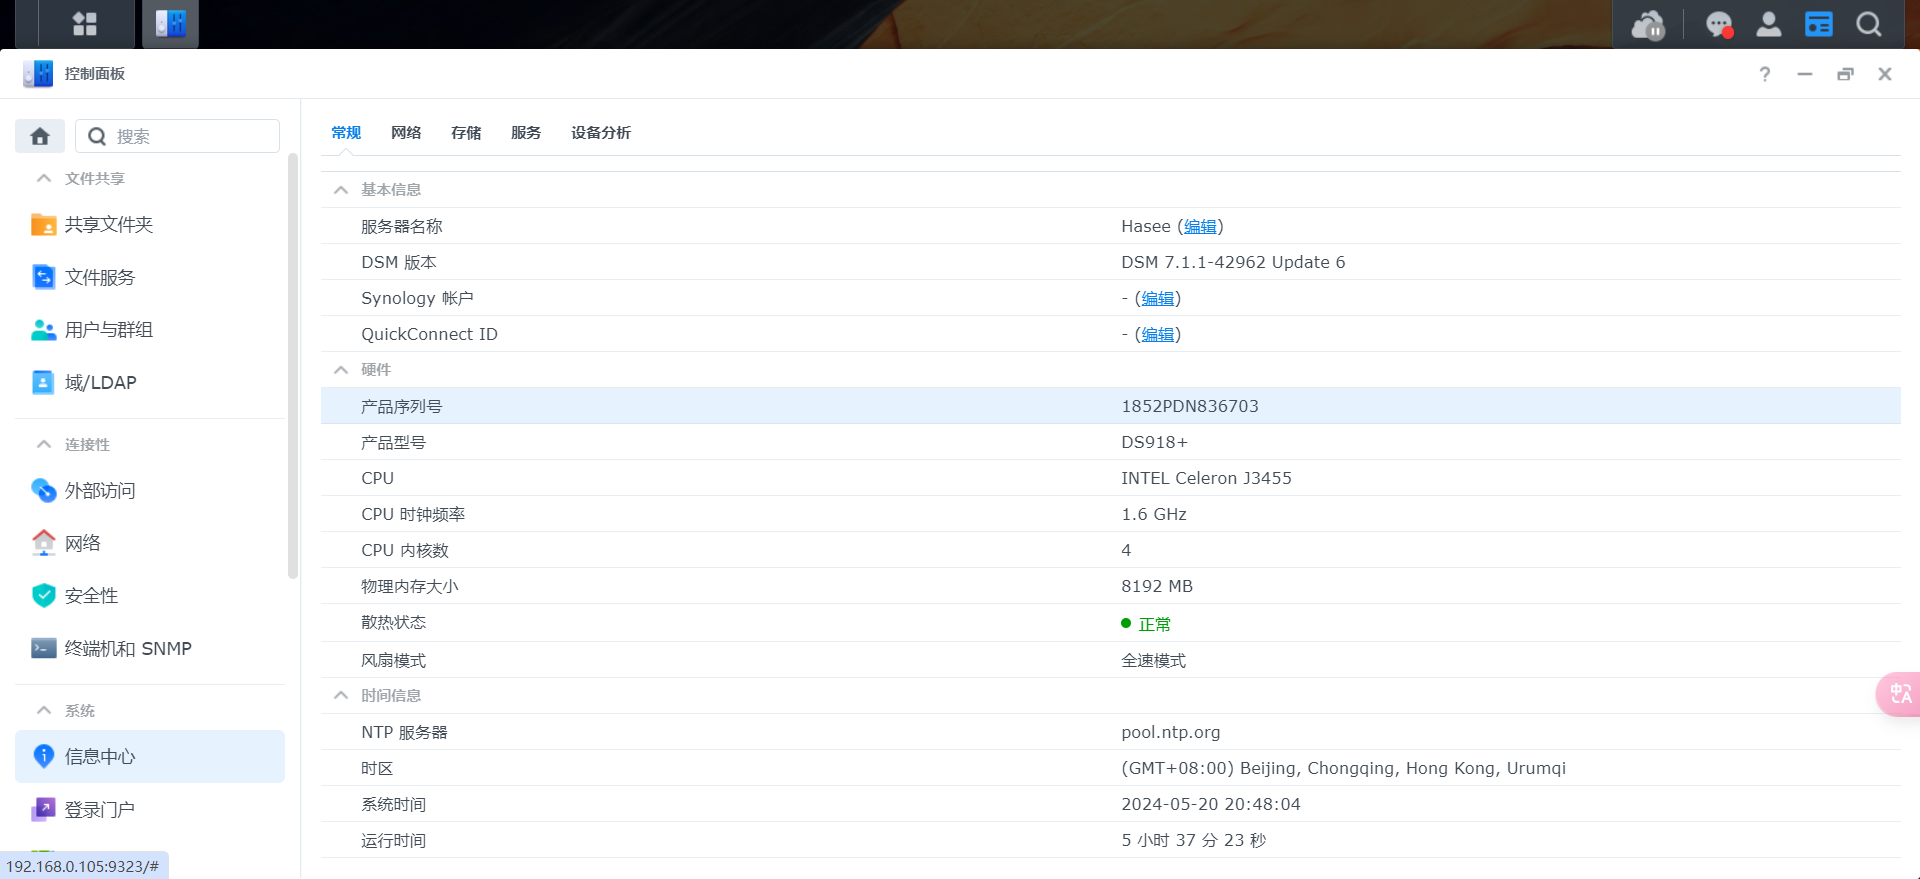 控制面板
搜索
文件共享
共享文件夹
文件服务
用户与群组
域/LDAP
连接性
外部访问
网络
安全性
终端机和 SNMP
系统
信息中心
登录门户
192.168.0.105:9323/#
常规 网络 存储 服务 设备分析
基本信息
服务器名称 Hasee (编辑)
DSM 版本 DSM 7.1.1-42962 Update 6
Synology 帐户 - (编辑)
QuickConnect ID - (编辑)
硬件
产品序列号 1852PDN836703
产品型号 DS918+
CPU INTEL Celeron J3455
CPU 时钟频率 1.6 GHz
CPU 内核数 4
物理内存大小 8192 MB
散热状态 正常
风扇模式 全速模式
时间信息
NTP 服务器 pool.ntp.org
时区 (GMT+08:00) Beijing, Chongqing, Hong Kong, Urumqi
系统时间 2024-05-20 20:48:04
运行时间 5 小时 37 分 23 秒
中A